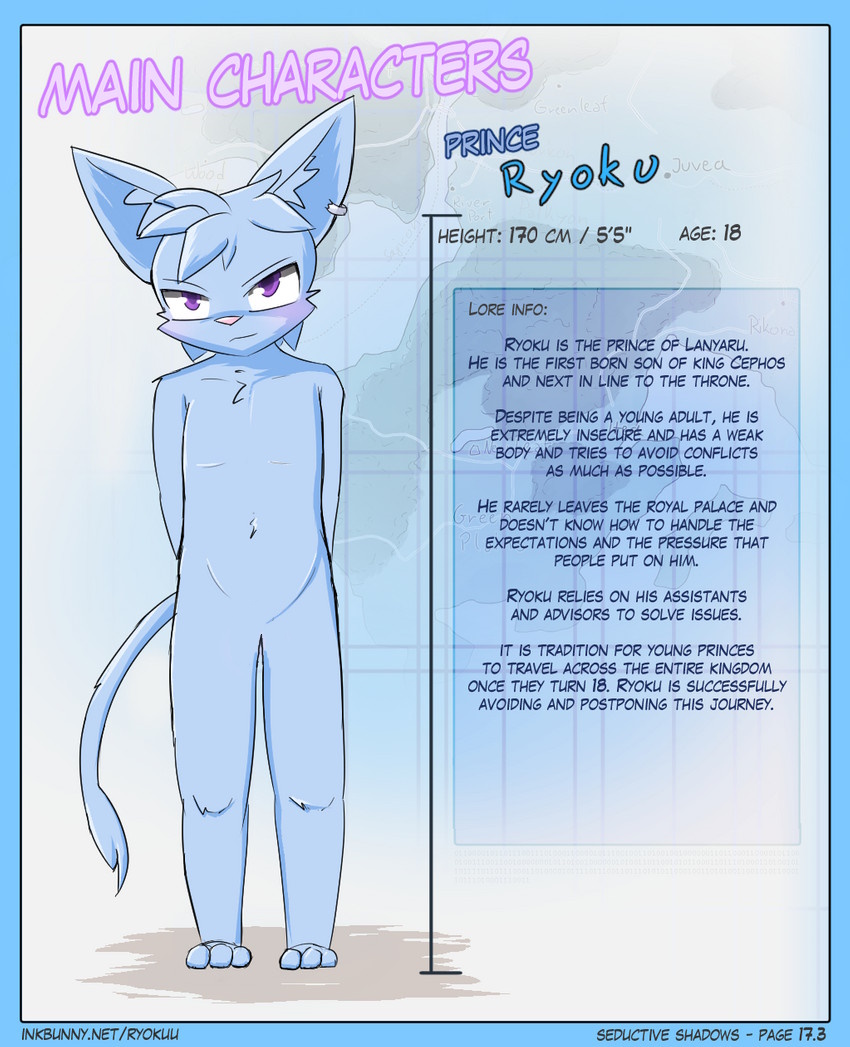 MAIN CHARACTERS
PRINCE
Ryoku
Greenleaf
Juvea
HEIGHT: 170 CM / 5'5"
AGE: 18
LORE INFO:
RYOKU IS THE PRINCE OF LANYARU.
HE IS THE FIRST BORN SON OF KING CEPHOS
AND NEXT IN LINE TO THE THRONE.
DESPITE BEING A YOUNG ADULT, HE IS
EXTREMELY INSECURE AND HAS A WEAK
BODY AND TRIES TO AVOID CONFLICTS
AS MUCH AS POSSIBLE.
HE RARELY LEAVES THE ROYAL PALACE AND
DOESN'T KNOW HOW TO HANDLE THE
EXPECTATIONS AND THE PRESSURE THAT
PEOPLE PUT ON HIM.
RYOKU RELIES ON HIS ASSISTANTS
AND ADVISORS TO SOLVE ISSUES.
IT IS TRADITION FOR YOUNG PRINCES
TO TRAVEL ACROSS THE ENTIRE KINGDOM
ONCE THEY TURN 18. RYOKU IS SUCCESSFULLY
AVOIDING AND POSTPONING THIS JOURNEY.
INKBUNNY.NET/RYOKUU
SEDUCTIVE SHADOWS - PAGE 17.3